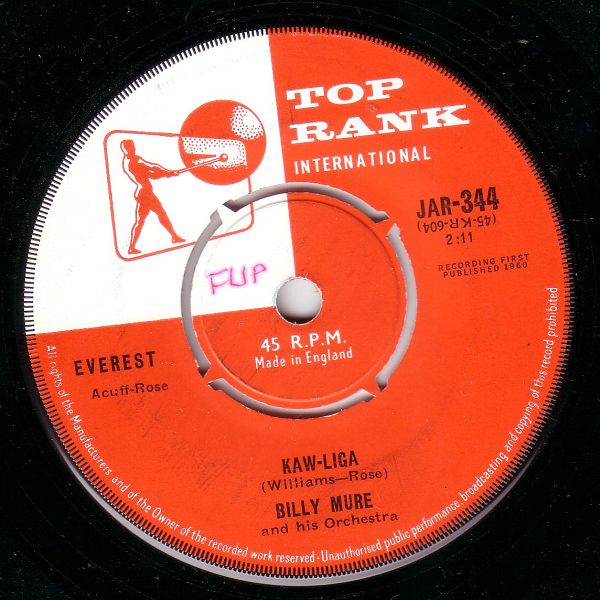 TOP
RANK
INTERNATIONAL
JAR-344
(45-KR-604)
2:11
RECORDING FIRST
PUBLISHED 1960
FLIP
45 R.P.M.
Made in England
EVEREST
Acuff-Rose
KAW-LIGA
(Williams—Rose)
BILLY MURE
and his Orchestra
All rights of the Manufacturers and of the Owner of the recorded work reserved - Unauthorised public performance, broadcasting and copying of this record prohibited